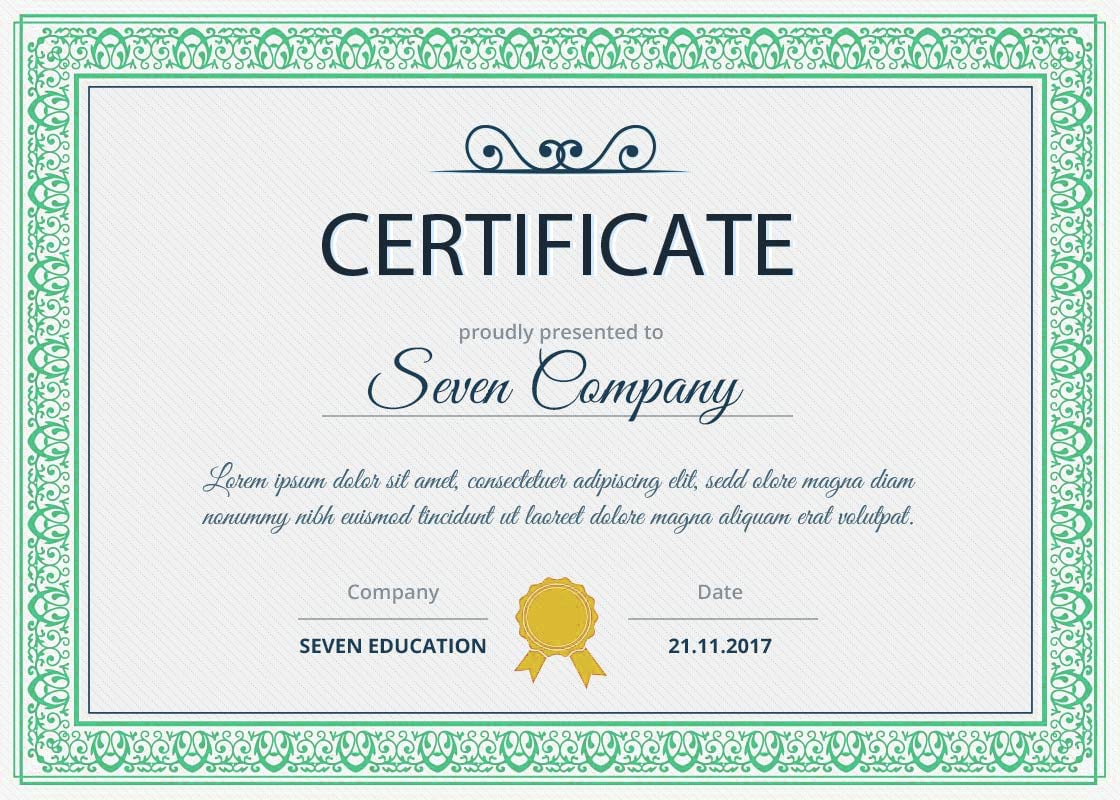 CERTIFICATE
proudly presented to
Seven Company
Lorem ipsum dolor sit amet, consectetuer adipiscing elit, sedd olore magna diam
nonummy nibh euismod tincidunt ut laoreet dolore magna aliquam erat volutpat.
Company
Date
SEVEN EDUCATION
21.11.2017